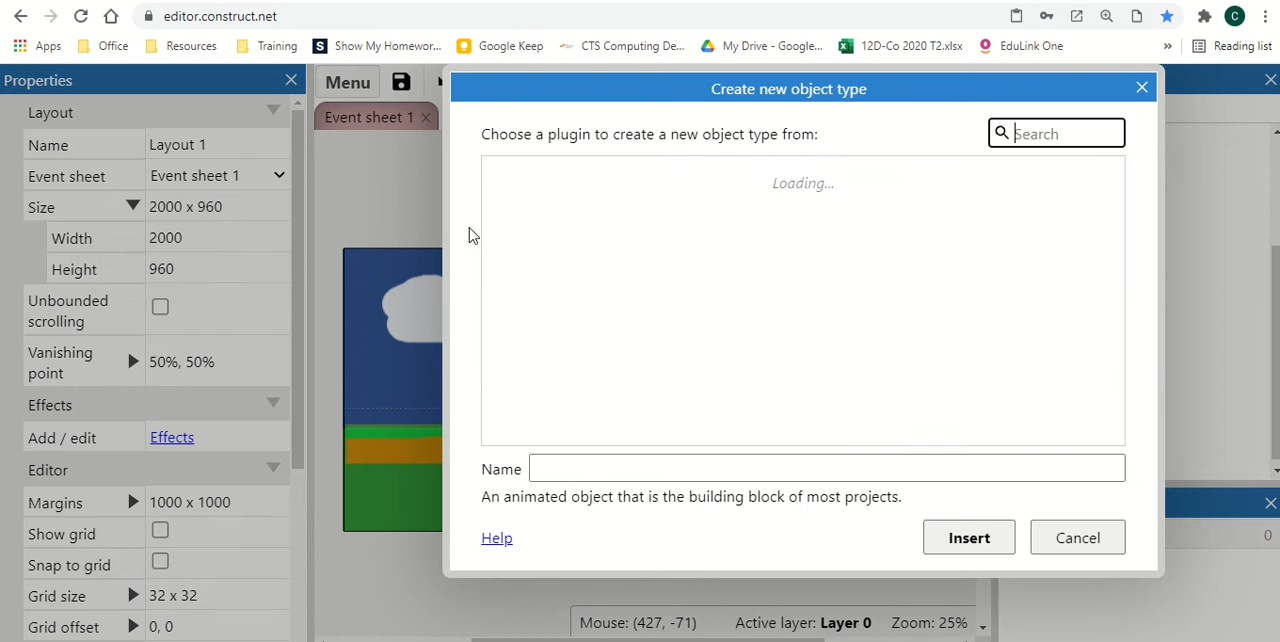 editor.construct.net
C
Apps
Office
Resources
Training
S
Show My Homewor...
Google Keep
CTS Computing De...
My Drive - Google...
12D-Co 2020 T2.xlsx
EduLink One
»
Reading list
Properties
Menu
Create new object type
Layout
Event sheet 1
Choose a plugin to create a new object type from:
Search
Name
Layout 1
Event sheet
Event sheet 1
Loading...
Size
2000 x 960
Width
2000
Height
960
Unbounded
scrolling
Vanishing
point
50%, 50%
Effects
Add / edit
Effects
Editor
Name
Margins
1000 x 1000
An animated object that is the building block of most projects.
Show grid
Help
Insert
Cancel
0
Snap to grid
Grid size
32 x 32
Grid offset
0, 0
Mouse: (427, -71)
Active layer: Layer 0
Zoom: 25%